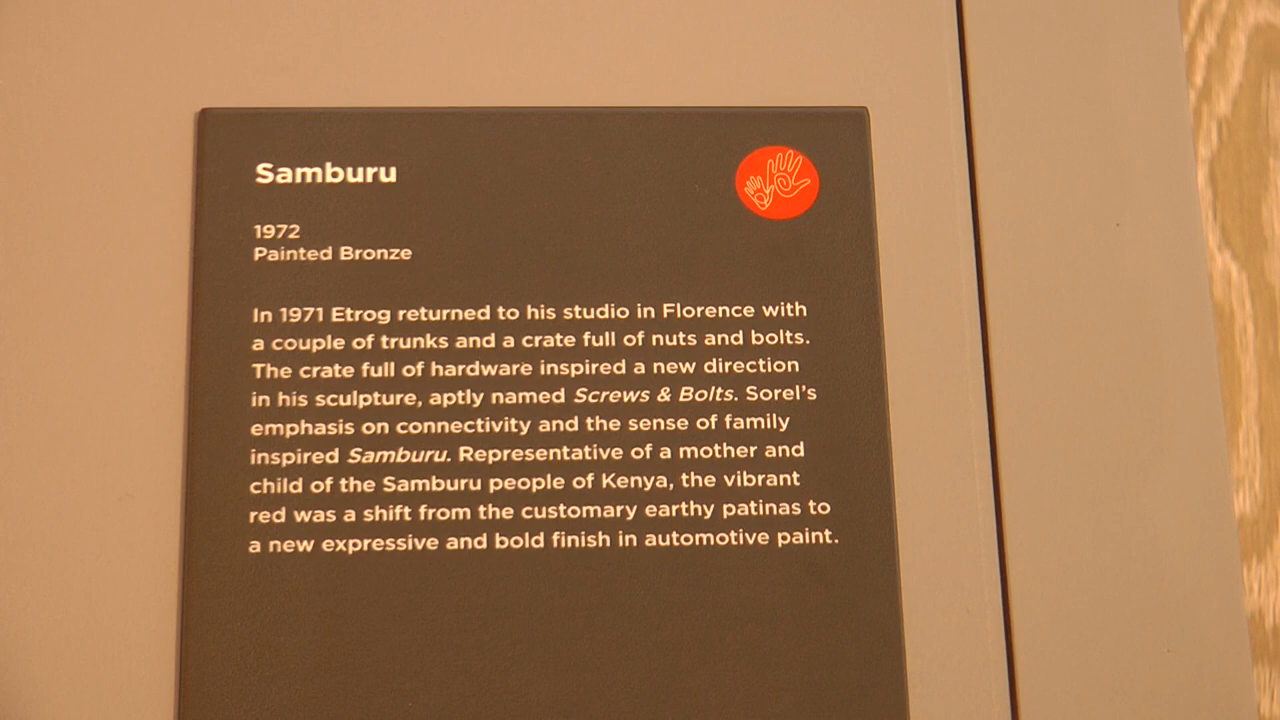 Samburu
1972
Painted Bronze
In 1971 Etrog returned to his studio in Florence with
a couple of trunks and a crate full of nuts and bolts.
The crate full of hardware inspired a new direction
in his sculpture, aptly named Screws & Bolts. Sorel's
emphasis on connectivity and the sense of family
inspired Samburu. Representative of a mother and
child of the Samburu people of Kenya, the vibrant
red was a shift from the customary earthy patinas to
a new expressive and bold finish in automotive paint.